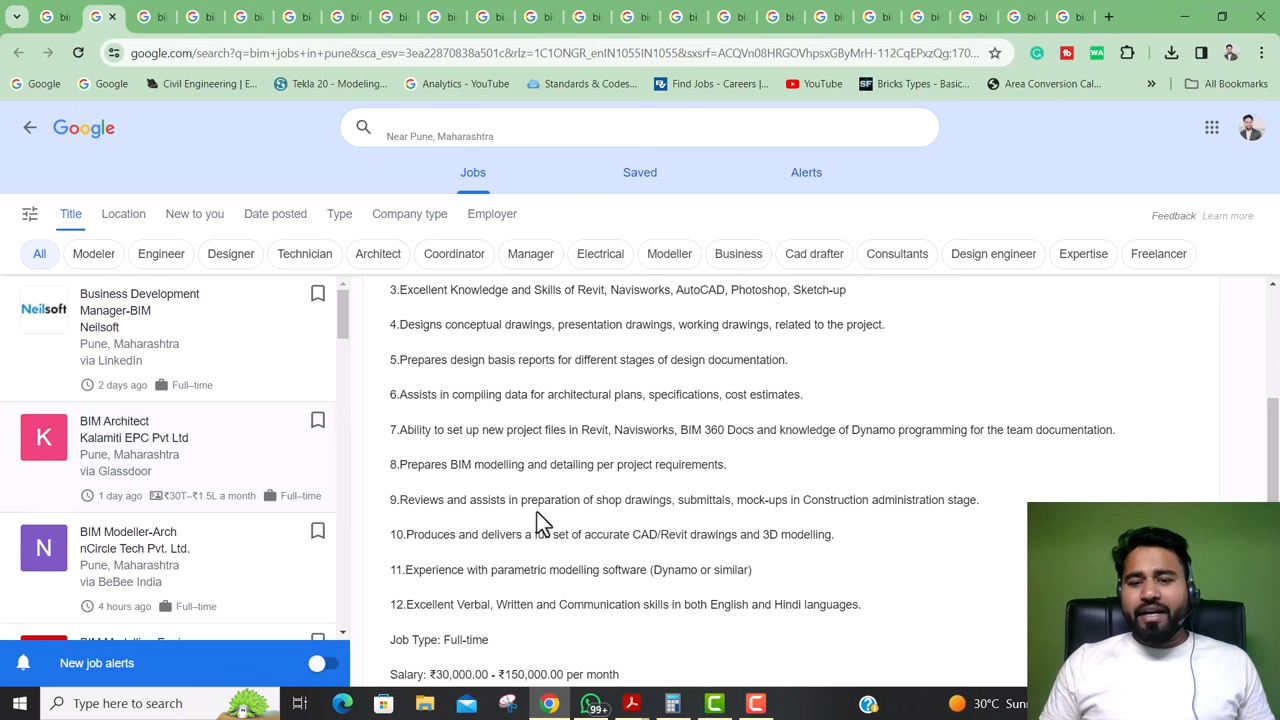 google.com/search?q=bim+jobs+in+pune&sca_esv=3ea22870838a501c&rlz=1C1ONGR_enIN1055IN1055&sxsrf=ACQVn08HRGOVhpsxGByMrH-112CqEPxzQg:170...
Google
Google
Civil Engineering | E...
Tekla 20 - Modeling...
Analytics - YouTube
Standards & Codes...
Find Jobs - Careers |...
YouTube
Bricks Types - Basic...
Area Conversion Cal...
All Bookmarks
Google
Near Pune, Maharashtra
Jobs
Saved
Alerts
Title
Location
New to you
Date posted
Type
Company type
Employer
Feedback
Learn more
All
Modeler
Engineer
Designer
Technician
Architect
Coordinator
Manager
Electrical
Modeller
Business
Cad drafter
Consultants
Design engineer
Expertise
Freelancer
Neilsoft
Business Development
Manager-BIM
Neilsoft
Pune, Maharashtra
via LinkedIn
2 days ago
Full–time
K
BIM Architect
Kalamiti EPC Pvt Ltd
Pune, Maharashtra
via Glassdoor
1 day ago
₹30T–₹1.5L a month
Full–time
N
BIM Modeller-Arch
nCircle Tech Pvt. Ltd.
Pune, Maharashtra
via BeBee India
4 hours ago
Full–time
New job alerts
3.Excellent Knowledge and Skills of Revit, Navisworks, AutoCAD, Photoshop, Sketch-up
4.Designs conceptual drawings, presentation drawings, working drawings, related to the project.
5.Prepares design basis reports for different stages of design documentation.
6.Assists in compiling data for architectural plans, specifications, cost estimates.
7.Ability to set up new project files in Revit, Navisworks, BIM 360 Docs and knowledge of Dynamo programming for the team documentation.
8.Prepares BIM modelling and detailing per project requirements.
9.Reviews and assists in preparation of shop drawings, submittals, mock-ups in Construction administration stage.
10.Produces and delivers a set of accurate CAD/Revit drawings and 3D modelling.
11.Experience with parametric modelling software (Dynamo or similar)
12.Excellent Verbal, Written and Communication skills in both English and Hindi languages.
Job Type: Full-time
Salary: ₹30,000.00 - ₹150,000.00 per month
Type here to search
99+
30°C